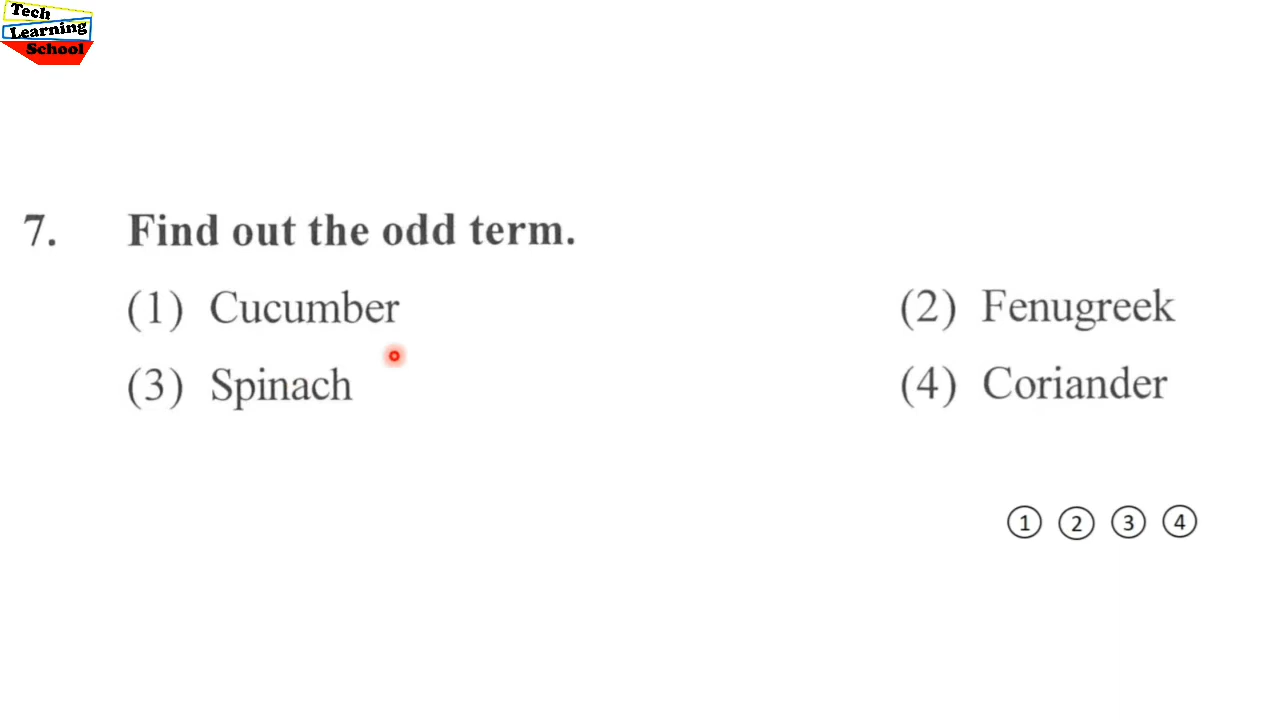 Tech
Learning
School
7. Find out the odd term.
(1) Cucumber (2) Fenugreek
(3) Spinach (4) Coriander
1 2 3 4